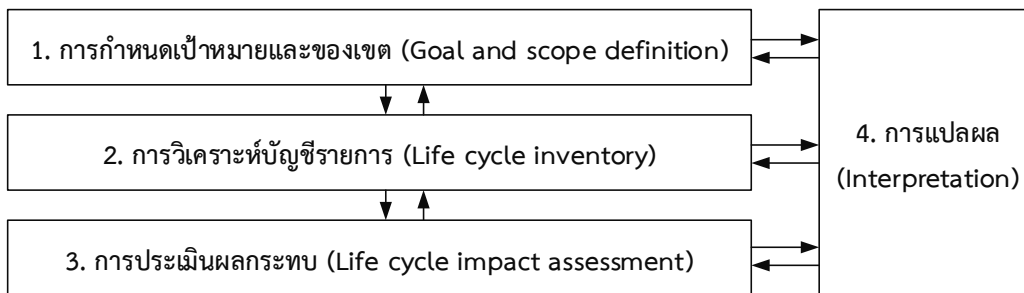 1. การกำหนดเป้าหมายและของเขต (Goal and scope definition)
2. การวิเคราะห์บัญชีรายการ (Life cycle inventory)
3. การประเมินผลกระทบ (Life cycle impact assessment)
4. การแปลผล
(Interpretation)